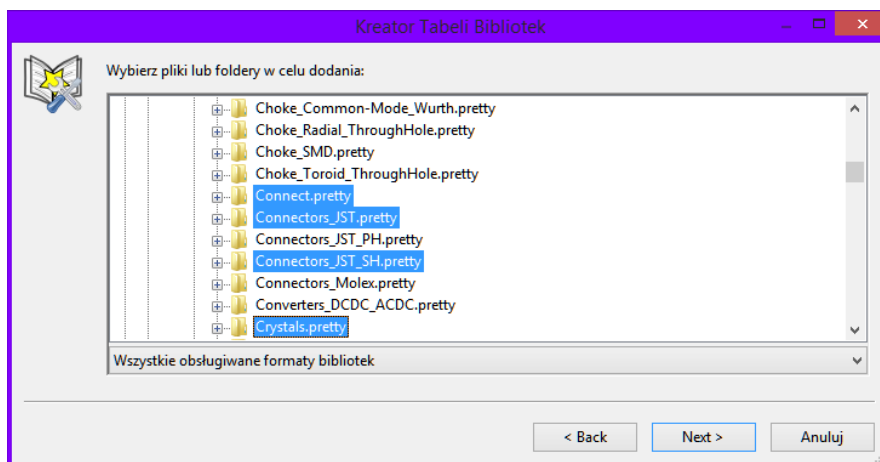 Kreator Tabeli Bibliotek
Wybierz pliki lub foldery w celu dodania:
Choke_Common-Mode_Wurth.pretty
Choke_Radial_ThroughHole.pretty
Choke_SMD.pretty
Choke_Toroid_ThroughHole.pretty
Connect.pretty
Connectors_JST.pretty
Connectors_JST_PH.pretty
Connectors_JST_SH.pretty
Connectors_Molex.pretty
Converters_DCDC_ACDC.pretty
Crystals.pretty
Wszystkie obsługiwane formaty bibliotek
< Back Next > Anuluj